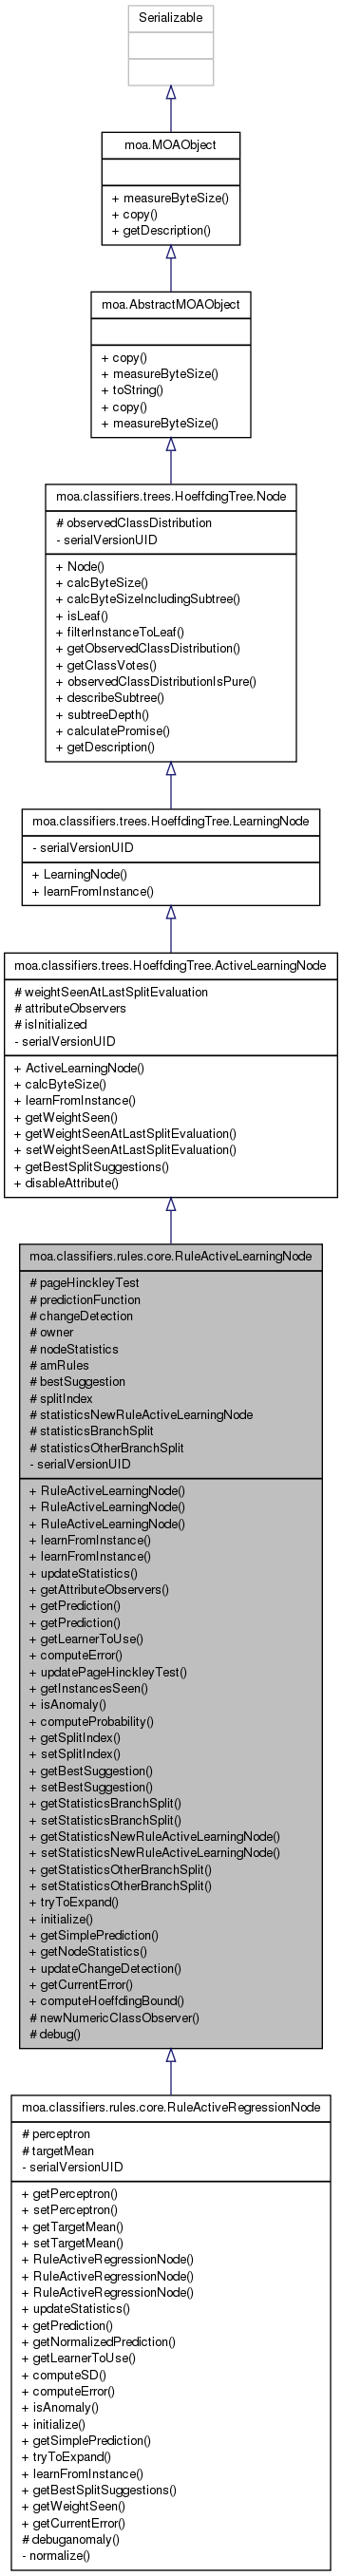 Serializable
moa.MOAObject
+ measureByteSize()
+ copy()
+ getDescription()
moa.AbstractMOAObject
+ copy()
+ measureByteSize()
+ toString()
+ copy()
+ measureByteSize()
moa.classifiers.trees.HoeffdingTree.Node
# observedClassDistribution
- serialVersionUID
+ Node()
+ calcByteSize()
+ calcByteSizeIncludingSubtree()
+ isLeaf()
+ filterInstanceToLeaf()
+ getObservedClassDistribution()
+ getClassVotes()
+ observedClassDistributionIsPure()
+ describeSubtree()
+ subtreeDepth()
+ calculatePromise()
+ getDescription()
moa.classifiers.trees.HoeffdingTree.LearningNode
- serialVersionUID
+ LearningNode()
+ learnFromInstance()
moa.classifiers.trees.HoeffdingTree.ActiveLearningNode
# weightSeenAtLastSplitEvaluation
# attributeObservers
# isInitialized
- serialVersionUID
+ ActiveLearningNode()
+ calcByteSize()
+ learnFromInstance()
+ getWeightSeen()
+ getWeightSeenAtLastSplitEvaluation()
+ setWeightSeenAtLastSplitEvaluation()
+ getBestSplitSuggestions()
+ disableAttribute()
moa.classifiers.rules.core.RuleActiveLearningNode
# pageHinckleyTest
# predictionFunction
# changeDetection
# owner
# nodeStatistics
# amRules
# bestSuggestion
# splitIndex
# statisticsNewRuleActiveLearningNode
# statisticsBranchSplit
# statisticsOtherBranchSplit
- serialVersionUID
+ RuleActiveLearningNode()
+ RuleActiveLearningNode()
+ RuleActiveLearningNode()
+ learnFromInstance()
+ learnFromInstance()
+ updateStatistics()
+ getAttributeObservers()
+ getPrediction()
+ getPrediction()
+ getLearnerToUse()
+ computeError()
+ updatePageHinckleyTest()
+ getInstancesSeen()
+ isAnomaly()
+ computeProbability()
+ getSplitIndex()
+ setSplitIndex()
+ getBestSuggestion()
+ setBestSuggestion()
+ getStatisticsBranchSplit()
+ setStatisticsBranchSplit()
+ getStatisticsNewRuleActiveLearningNode()
+ setStatisticsNewRuleActiveLearningNode()
+ getStatisticsOtherBranchSplit()
+ setStatisticsOtherBranchSplit()
+ tryToExpand()
+ initialize()
+ getSimplePrediction()
+ getNodeStatistics()
+ updateChangeDetection()
+ getCurrentError()
+ computeHoeffdingBound()
# newNumericClassObserver()
# debug()
moa.classifiers.rules.core.RuleActiveRegressionNode
# perceptron
# targetMean
- serialVersionUID
+ getPerceptron()
+ setPerceptron()
+ getTargetMean()
+ setTargetMean()
+ RuleActiveRegressionNode()
+ RuleActiveRegressionNode()
+ RuleActiveRegressionNode()
+ updateStatistics()
+ getPrediction()
+ getNormalizedPrediction()
+ getLearnerToUse()
+ computeSD()
+ computeError()
+ isAnomaly()
+ initialize()
+ getSimplePrediction()
+ tryToExpand()
+ learnFromInstance()
+ getBestSplitSuggestions()
+ getWeightSeen()
+ getCurrentError()
# debuganomaly()
- normalize()